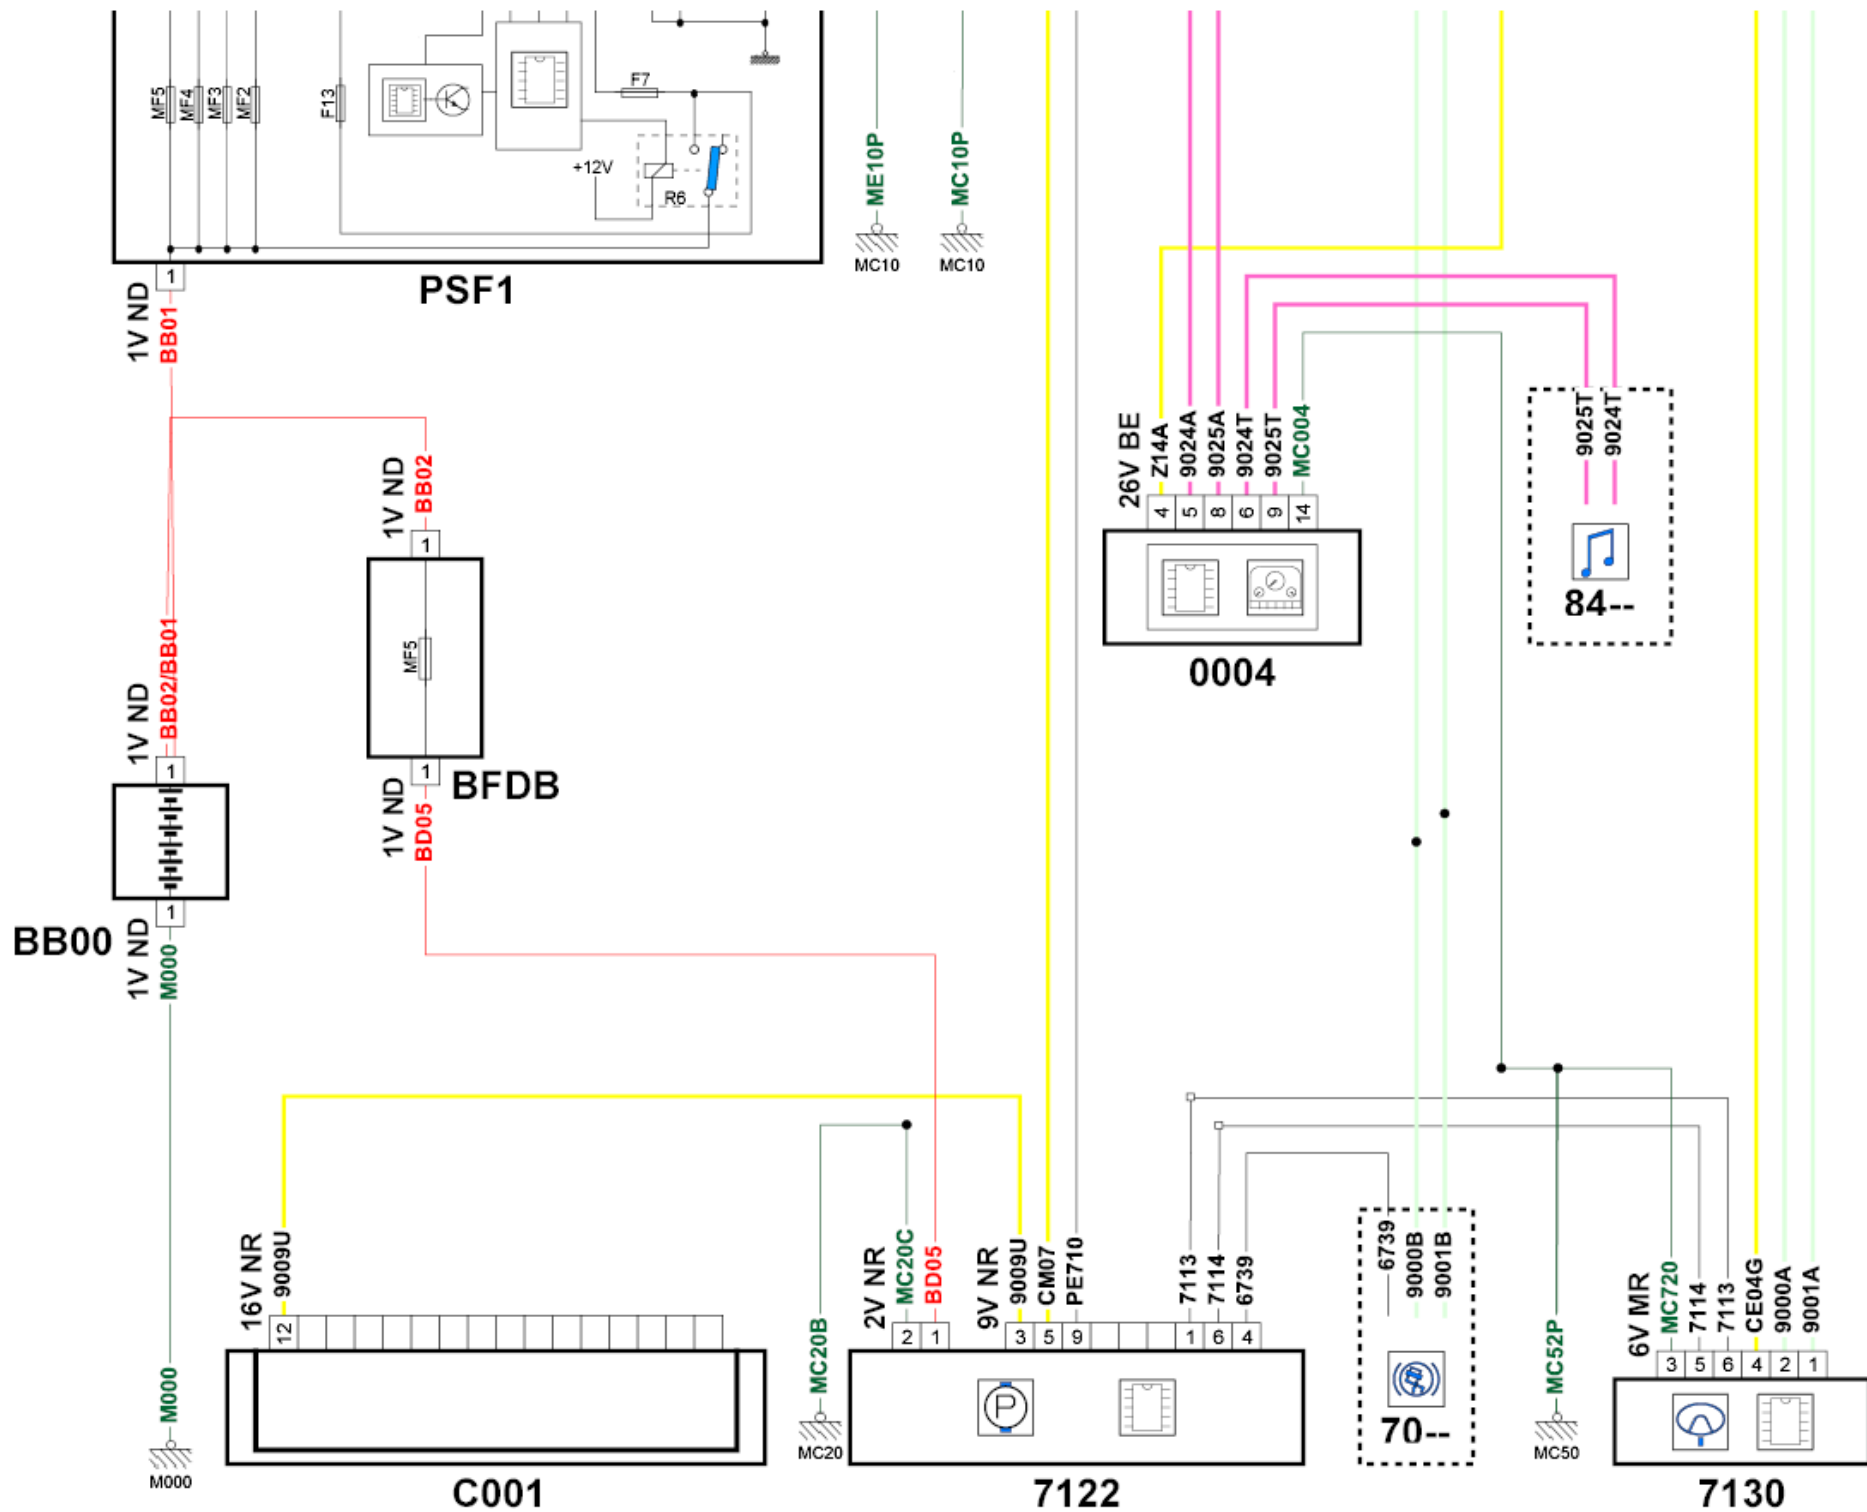 MF5
MF4
MF3
MF2
F13
F7
+12V
R6
1
PSF1
1V ND
BB01
ME10P
MC10
MC10P
MC10
1V ND
BB02
1
MF5
1
BFDB
1V ND
BD05
1V ND
BB02/BB01
1
1
BB00
1V ND
M000
M000
M000
26V BE
Z14A
9024A
9025A
9024T
9025T
MC004
4
5
8
6
9
14
0004
9025T
9024T
84--
16V NR
9009U
12
C001
MC20B
MC20
2V NR
MC20C
BD05
2
1
9V NR
9009U
CM07
PE710
7113
7114
6739
3
5
9
1
6
4
7122
6739
9000B
9001B
70--
MC52P
MC50
6V MR
MC720
7114
7113
CE04G
9000A
9001A
3
5
6
4
2
1
7130